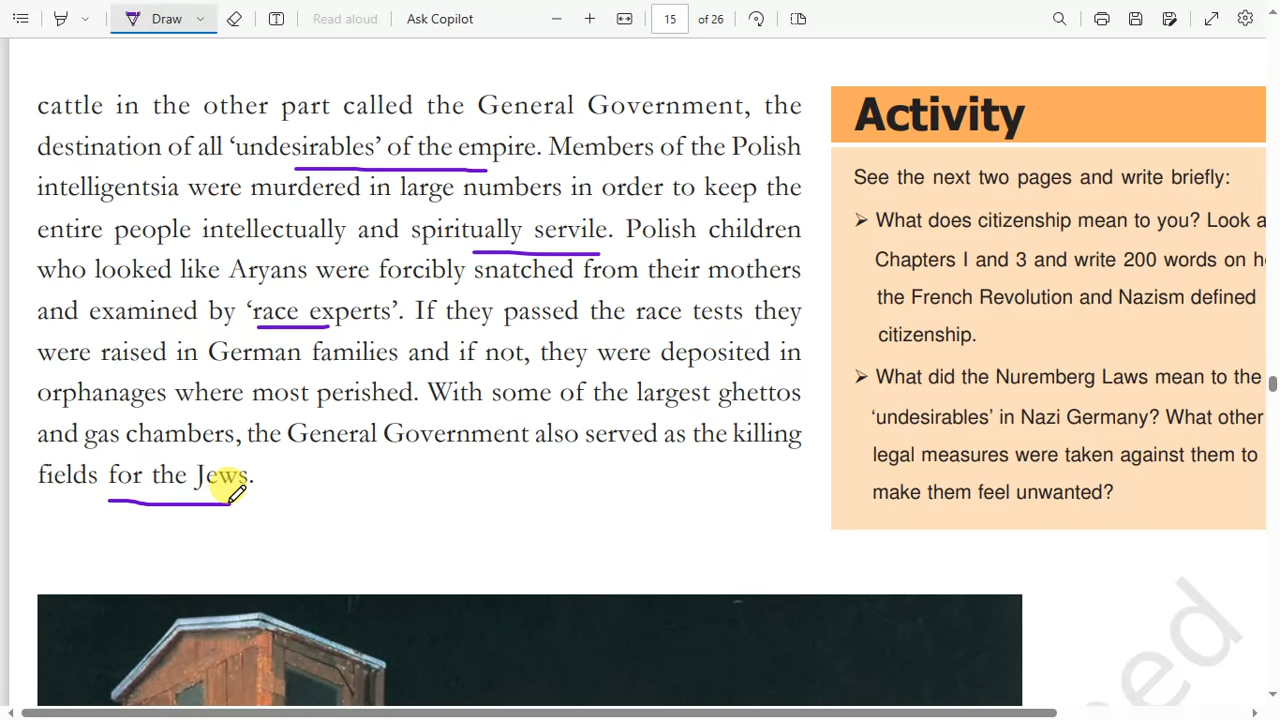 Draw
Read aloud
Ask Copilot
15
of 26
cattle in the other part called the General Government, the
destination of all ‘undesirables’ of the empire. Members of the Polish
intelligentsia were murdered in large numbers in order to keep the
entire people intellectually and spiritually servile. Polish children
who looked like Aryans were forcibly snatched from their mothers
and examined by ‘race experts’. If they passed the race tests they
were raised in German families and if not, they were deposited in
orphanages where most perished. With some of the largest ghettos
and gas chambers, the General Government also served as the killing
fields for the Jews.
Activity
See the next two pages and write briefly:
➢ What does citizenship mean to you? Look a
Chapters I and 3 and write 200 words on h
the French Revolution and Nazism defined
citizenship.
➢ What did the Nuremberg Laws mean to the
‘undesirables’ in Nazi Germany? What other
legal measures were taken against them to
make them feel unwanted?